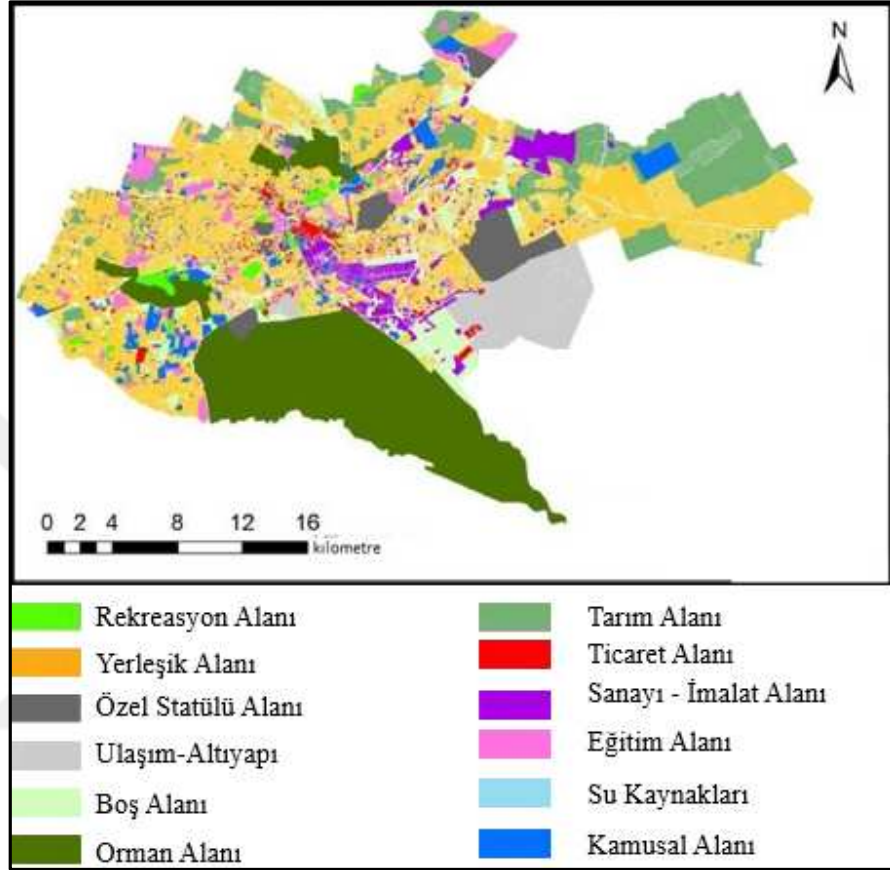 N
0 2 4 8 12 16
kilometre
Rekreasyon Alanı
Yerleşik Alanı
Özel Statülü Alanı
Ulaşım-Altıyapı
Boş Alanı
Orman Alanı
Tarım Alanı
Ticaret Alanı
Sanayı - İmalat Alanı
Eğitim Alanı
Su Kaynakları
Kamusal Alanı